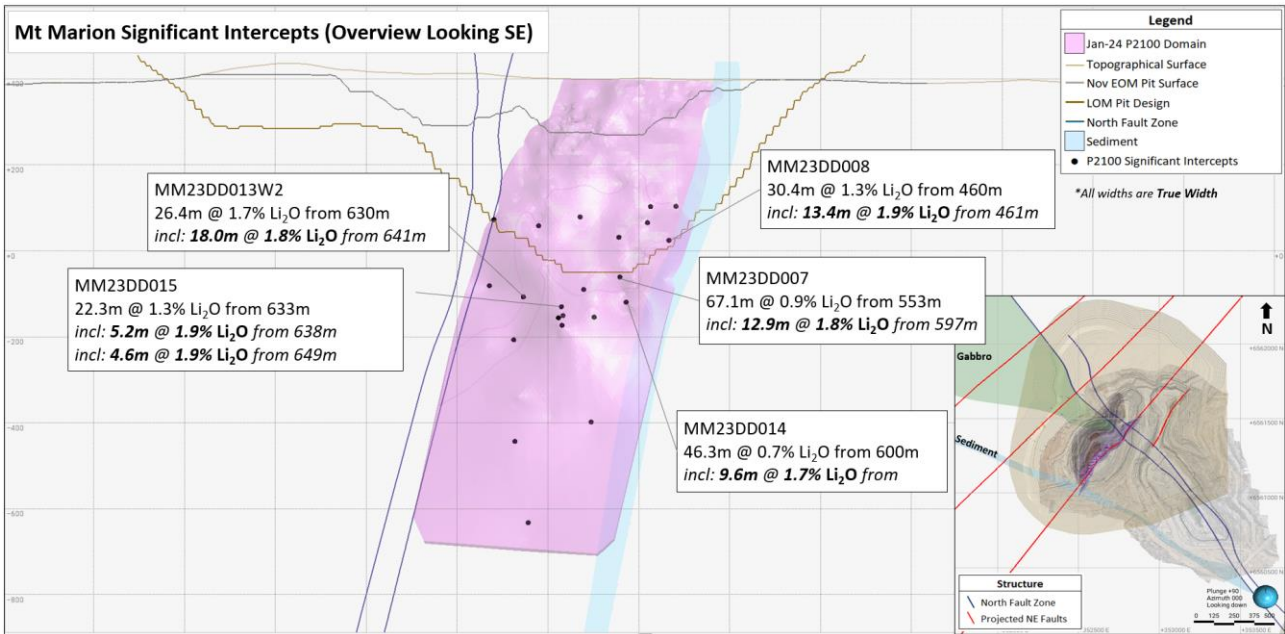 Mt Marion Significant Intercepts (Overview Looking SE)
Legend
Jan-24 P2100 Domain
Topographical Surface
Nov EOM Pit Surface
LOM Pit Design
North Fault Zone
Sediment
P2100 Significant Intercepts
*All widths are True Width
MM23DD013W2
26.4m @ 1.7% Li₂O from 630m
incl: 18.0m @ 1.8% Li₂O from 641m
MM23DD015
22.3m @ 1.3% Li₂O from 633m
incl: 5.2m @ 1.9% Li₂O from 638m
incl: 4.6m @ 1.9% Li₂O from 649m
MM23DD008
30.4m @ 1.3% Li₂O from 460m
incl: 13.4m @ 1.9% Li₂O from 461m
MM23DD007
67.1m @ 0.9% Li₂O from 553m
incl: 12.9m @ 1.8% Li₂O from 597m
MM23DD014
46.3m @ 0.7% Li₂O from 600m
incl: 9.6m @ 1.7% Li₂O from
+200
+0
+0
-200
-400
-600
-800
N
Gabbro
Sediment
+6562000 N
+6561500 N
+6561000 N
+6560500 N
Structure
North Fault Zone
Projected NE Faults
Plunge +90
Azimuth 000
Looking down
0 125 250 375 500
+353000 E